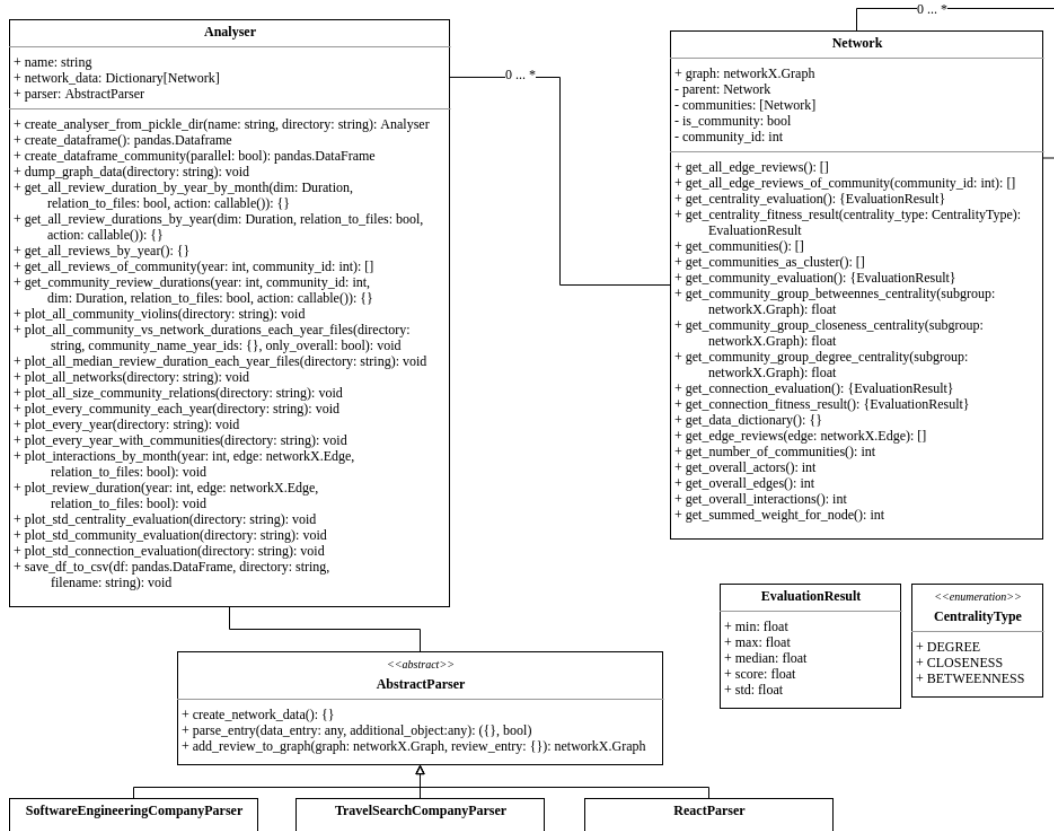 0 ... *
Analyser
+ name: string
+ network_data: Dictionary[Network]
+ parser: AbstractParser
+ create_analyser_from_pickle_dir(name: string, directory: string): Analyser
+ create_dataframe(): pandas.Dataframe
+ create_dataframe_community(parallel: bool): pandas.DataFrame
+ dump_graph_data(directory: string): void
+ get_all_review_duration_by_year_by_month(dim: Duration,
relation_to_files: bool, action: callable()): {}
+ get_all_review_durations_by_year(dim: Duration, relation_to_files: bool,
action: callable()): {}
+ get_all_reviews_by_year(): {}
+ get_all_reviews_of_community(year: int, community_id: int): []
+ get_community_review_durations(year: int, community_id: int,
dim: Duration, relation_to_files: bool, action: callable()): {}
+ plot_all_community_violins(directory: string): void
+ plot_all_community_vs_network_durations_each_year_files(directory:
string, community_name_year_ids: {}, only_overall: bool): void
+ plot_all_median_review_duration_each_year_files(directory: string): void
+ plot_all_networks(directory: string): void
+ plot_all_size_community_relations(directory: string): void
+ plot_every_community_each_year(directory: string): void
+ plot_every_year(directory: string): void
+ plot_every_year_with_communities(directory: string): void
+ plot_interactions_by_month(year: int, edge: networkX.Edge,
relation_to_files: bool): void
+ plot_review_duration(year: int, edge: networkX.Edge,
relation_to_files: bool): void
+ plot_std_centrality_evaluation(directory: string): void
+ plot_std_community_evaluation(directory: string): void
+ plot_std_connection_evaluation(directory: string): void
+ save_df_to_csv(df: pandas.DataFrame, directory: string,
filename: string): void
0 ... *
Network
+ graph: networkX.Graph
- parent: Network
- communities: [Network]
- is_community: bool
- community_id: int
+ get_all_edge_reviews(): []
+ get_all_edge_reviews_of_community(community_id: int): []
+ get_centrality_evaluation(): {EvaluationResult}
+ get_centrality_fitness_result(centrality_type: CentralityType):
EvaluationResult
+ get_communities(): []
+ get_communities_as_cluster(): []
+ get_community_evaluation(): {EvaluationResult}
+ get_community_group_betweennes_centrality(subgroup:
networkX.Graph): float
+ get_community_group_closeness_centrality(subgroup:
networkX.Graph): float
+ get_community_group_degree_centrality(subgroup:
networkX.Graph): float
+ get_connection_evaluation(): {EvaluationResult}
+ get_connection_fitness_result(): {EvaluationResult}
+ get_data_dictionary(): {}
+ get_edge_reviews(edge: networkX.Edge): []
+ get_number_of_communities(): int
+ get_overall_actors(): int
+ get_overall_edges(): int
+ get_overall_interactions(): int
+ get_summed_weight_for_node(): int
EvaluationResult
+ min: float
+ max: float
+ median: float
+ score: float
+ std: float
<<enumeration>>
CentralityType
+ DEGREE
+ CLOSENESS
+ BETWEENNESS
<<abstract>>
AbstractParser
+ create_network_data(): {}
+ parse_entry(data_entry: any, additional_object:any): ({}, bool)
+ add_review_to_graph(graph: networkX.Graph, review_entry: {}): networkX.Graph
SoftwareEngineeringCompanyParser
TravelSearchCompanyParser
ReactParser